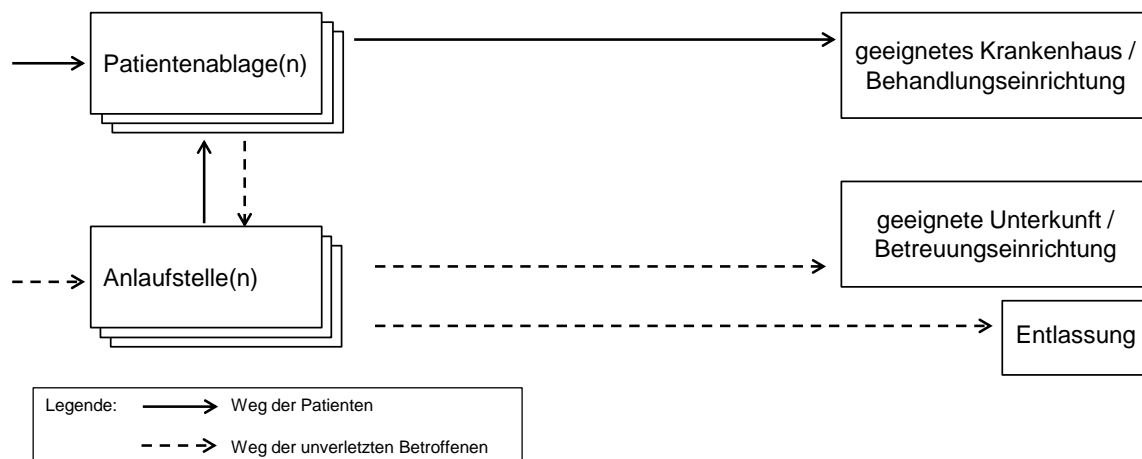 Patientenablage(n)
geeignetes Krankenhaus /
Behandlungseinrichtung
Anlaufstelle(n)
geeignete Unterkunft /
Betreuungseinrichtung
Entlassung
Legende:
Weg der Patienten
Weg der unverletzten Betroffenen